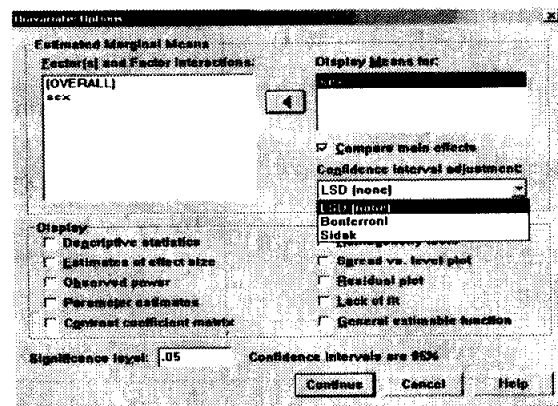 Univariate: Options
Estimated Marginal Means
Factor(s) and Factor Interactions:
(OVERALL)
sex
Display Means for:
sex
Compare main effects
Confidence interval adjustment:
LSD (none)
LSD (none)
Bonferroni
Sidak
Display
Descriptive statistics
Estimates of effect size
Spread vs. level plot
Observed power
Residual plot
Parameter estimates
Lack of fit
Contrast coefficient matrix
General estimable function
Significance level: .05 Confidence intervals are 95%
Continue Cancel Help